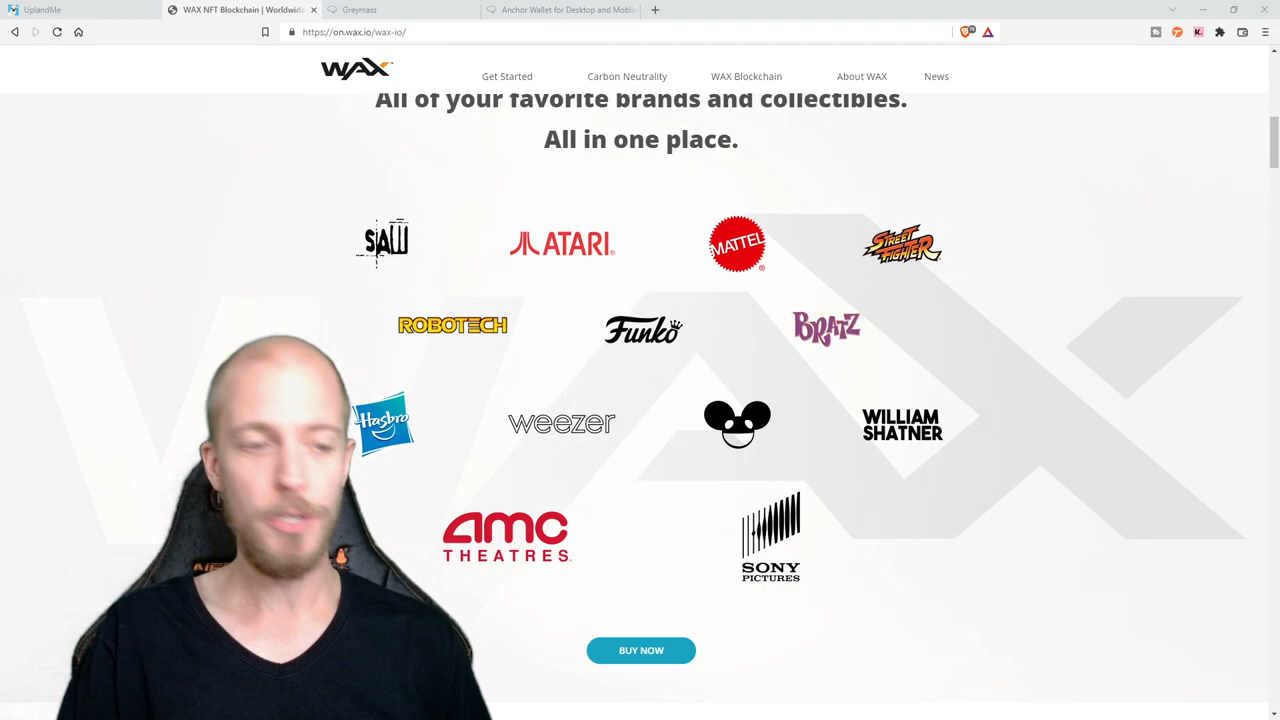 UplandMe
WAX NFT Blockchain | Worldwide
Greymass
Anchor Wallet for Desktop and Mobil
https://on.wax.io/wax-io/
WAX
Get Started
Carbon Neutrality
WAX Blockchain
About WAX
News
All of your favorite brands and collectibles.
All in one place.
SAW
ATARI
MATTEL
STREET
FIGHTER
ROBOTECH
Funko
BRATZ
Hasbro
weezer
WILLIAM
SHATNER
amc
THEATRES
SONY
PICTURES
BUY NOW